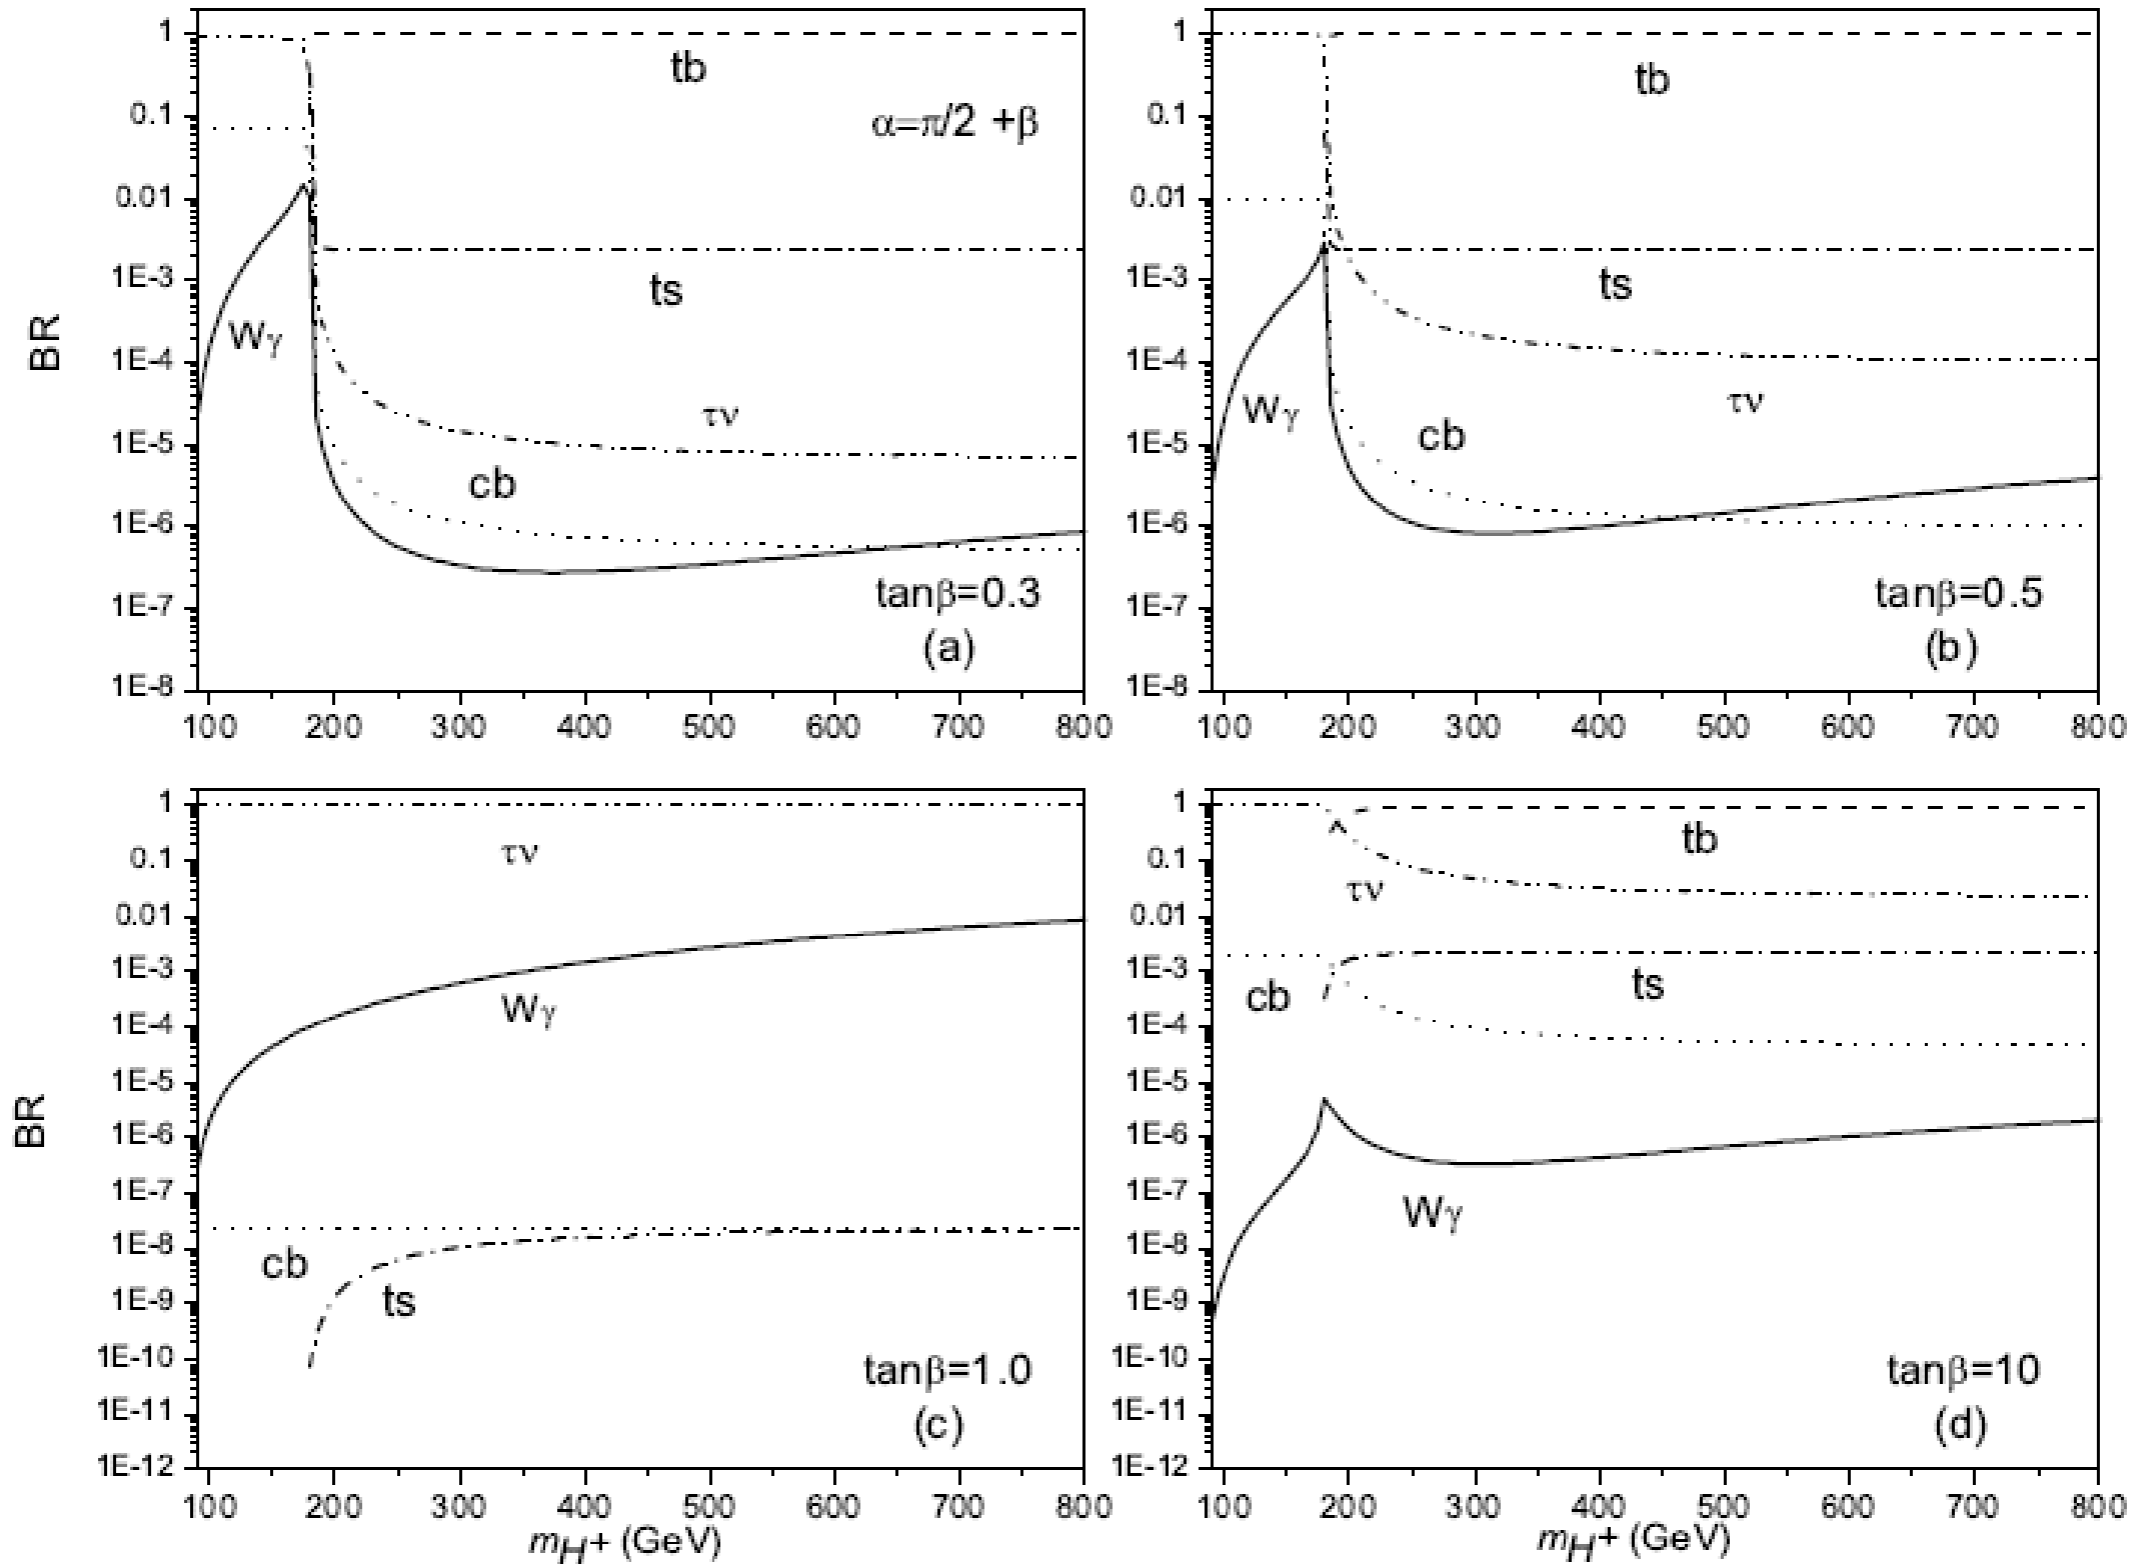 1
0.1
0.01
1E-3
1E-4
1E-5
1E-6
1E-7
1E-8
BR
tb
α=π/2 +β
ts
Wγ
τν
cb
tanβ=0.3
(a)
100 200 300 400 500 600 700 800
1
0.1
0.01
1E-3
1E-4
1E-5
1E-6
1E-7
1E-8
tb
ts
Wγ
τν
cb
tanβ=0.5
(b)
100 200 300 400 500 600 700 800
1
0.1
0.01
1E-3
1E-4
1E-5
1E-6
1E-7
1E-8
1E-9
1E-10
1E-11
1E-12
BR
τν
Wγ
cb
ts
tanβ=1.0
(c)
100 200 300 400 500 600 700 800
mH+ (GeV)
1
0.1
0.01
1E-3
1E-4
1E-5
1E-6
1E-7
1E-8
1E-9
1E-10
1E-11
1E-12
tb
τν
cb
ts
Wγ
tanβ=10
(d)
100 200 300 400 500 600 700 800
mH+ (GeV)